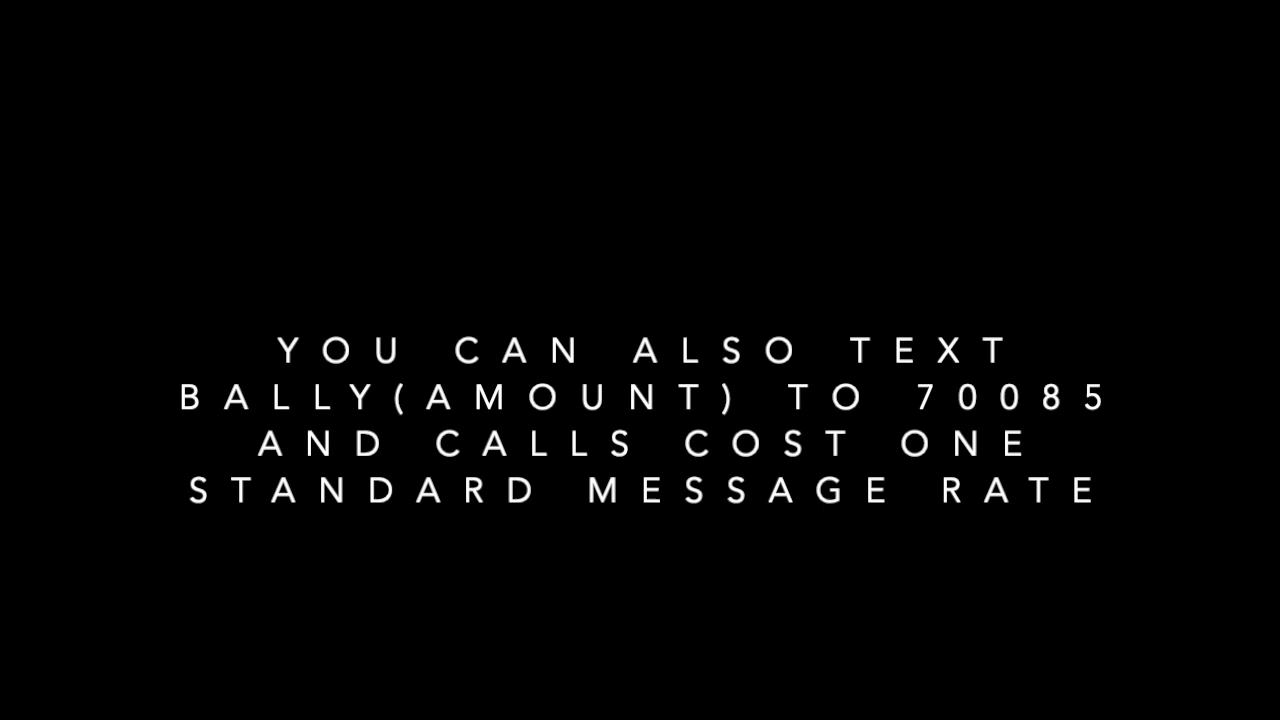 YOU CAN ALSO TEXT
BALLY(AMOUNT) TO 70085
AND CALLS COST ONE
STANDARD MESSAGE RATE